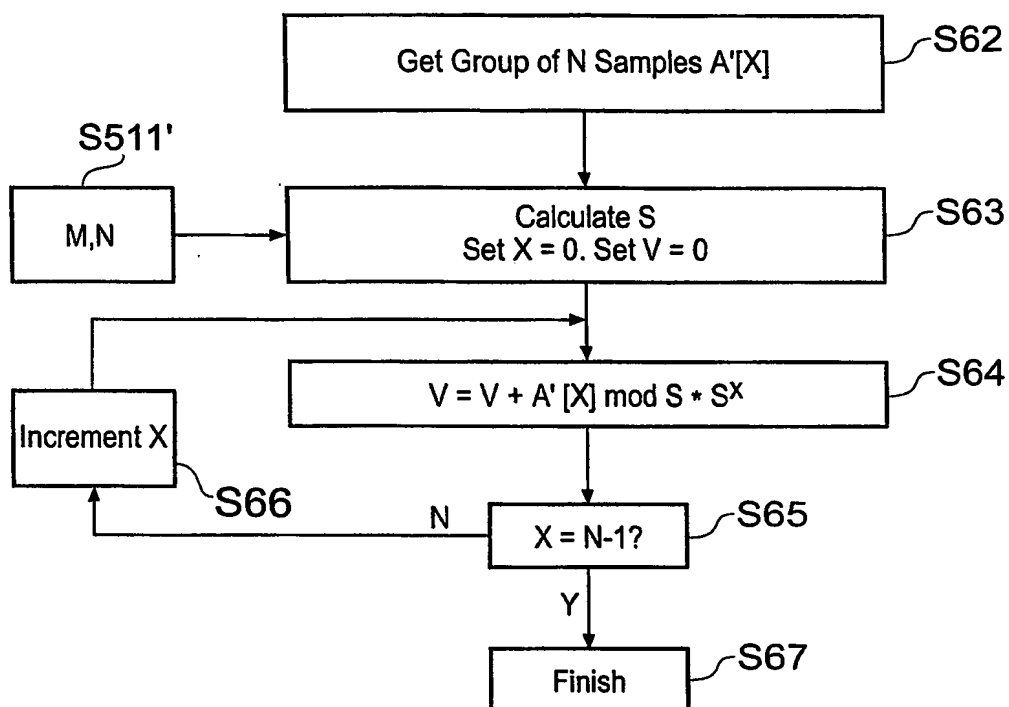 Get Group of N Samples A'[X]
S62
S511'
M,N
Calculate S
Set X = 0. Set V = 0
S63
V = V + A' [X] mod S * S^X
S64
Increment X
S66
N
X = N-1?
S65
Y
Finish
S67